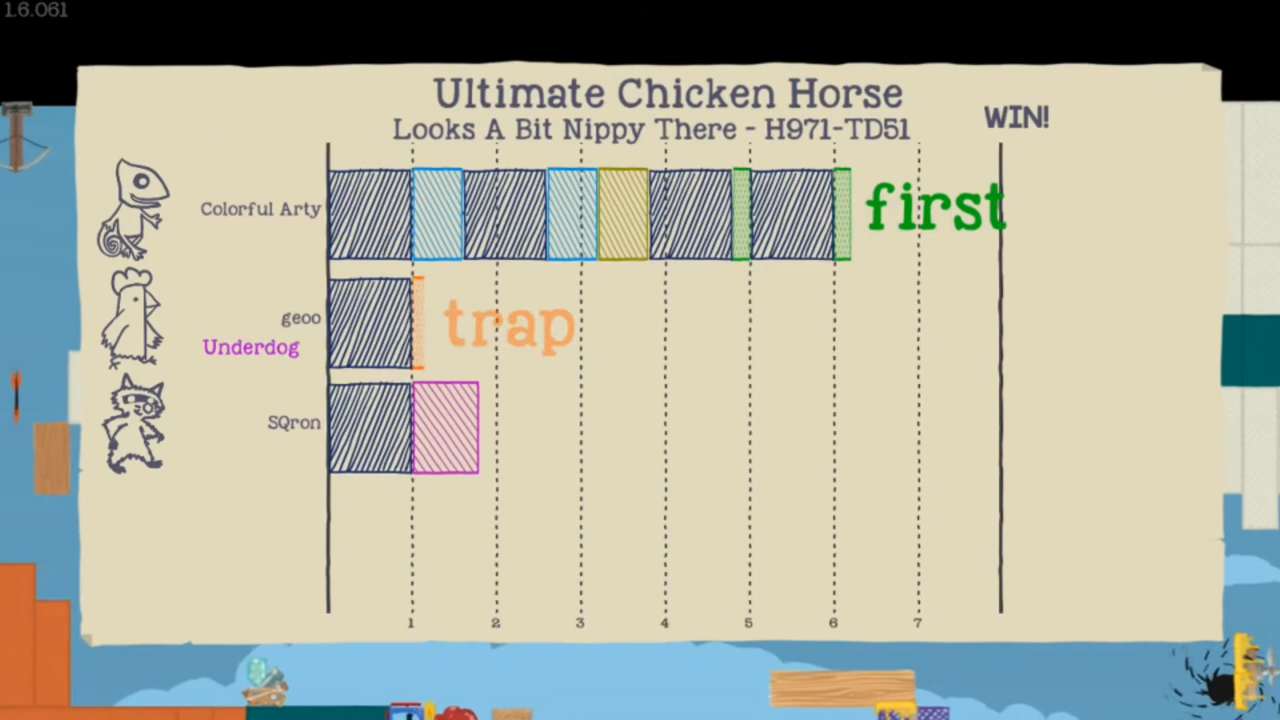 1.6.061
Ultimate Chicken Horse
Looks A Bit Nippy There - H971-TD51
WIN!
Colorful Arty
first
geoo
Underdog
trap
SQron
1 2 3 4 5 6 7